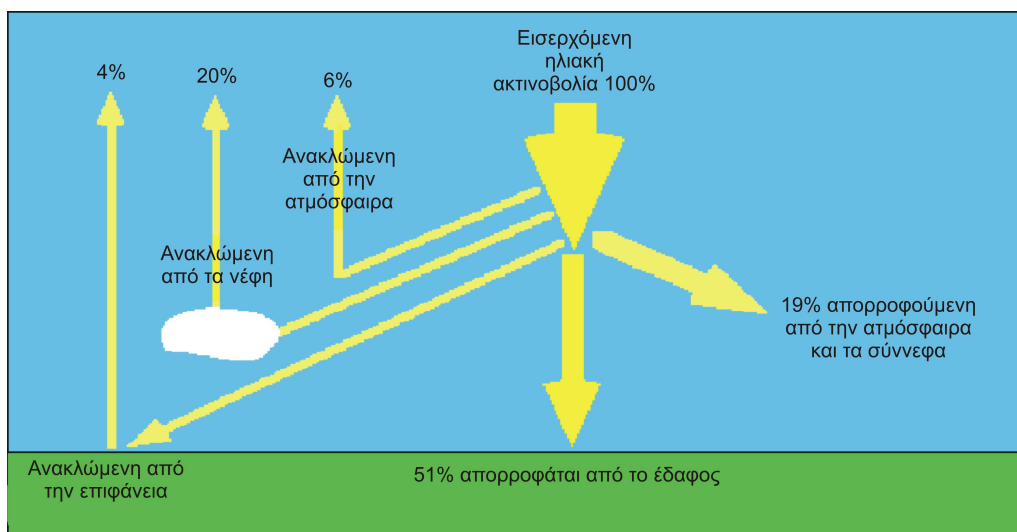 Εισερχόμενη
ηλιακή
ακτινοβολία 100%
4%
20%
6%
Ανακλώμενη
από την
ατμόσφαιρα
Ανακλώμενη
από τα νέφη
19% απορροφούμενη
από την ατμόσφαιρα
και τα σύννεφα
Ανακλώμενη από
την επιφάνεια
51% απορροφάται από το έδαφος